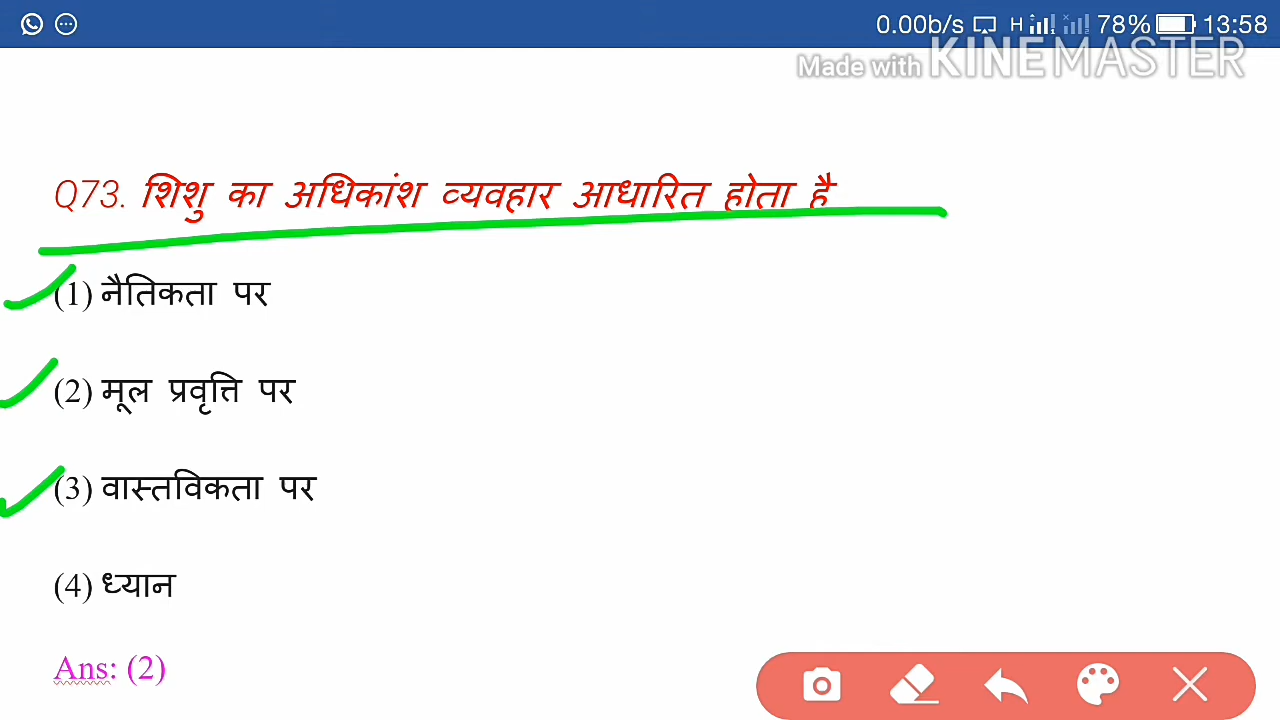 0.00b/s H 78% 13:58
Made with KINEMASTER
Q73. शिशु का अधिकांश व्यवहार आधारित होता है
(1) नैतिकता पर
(2) मूल प्रवृत्ति पर
(3) वास्तविकता पर
(4) ध्यान
Ans: (2)